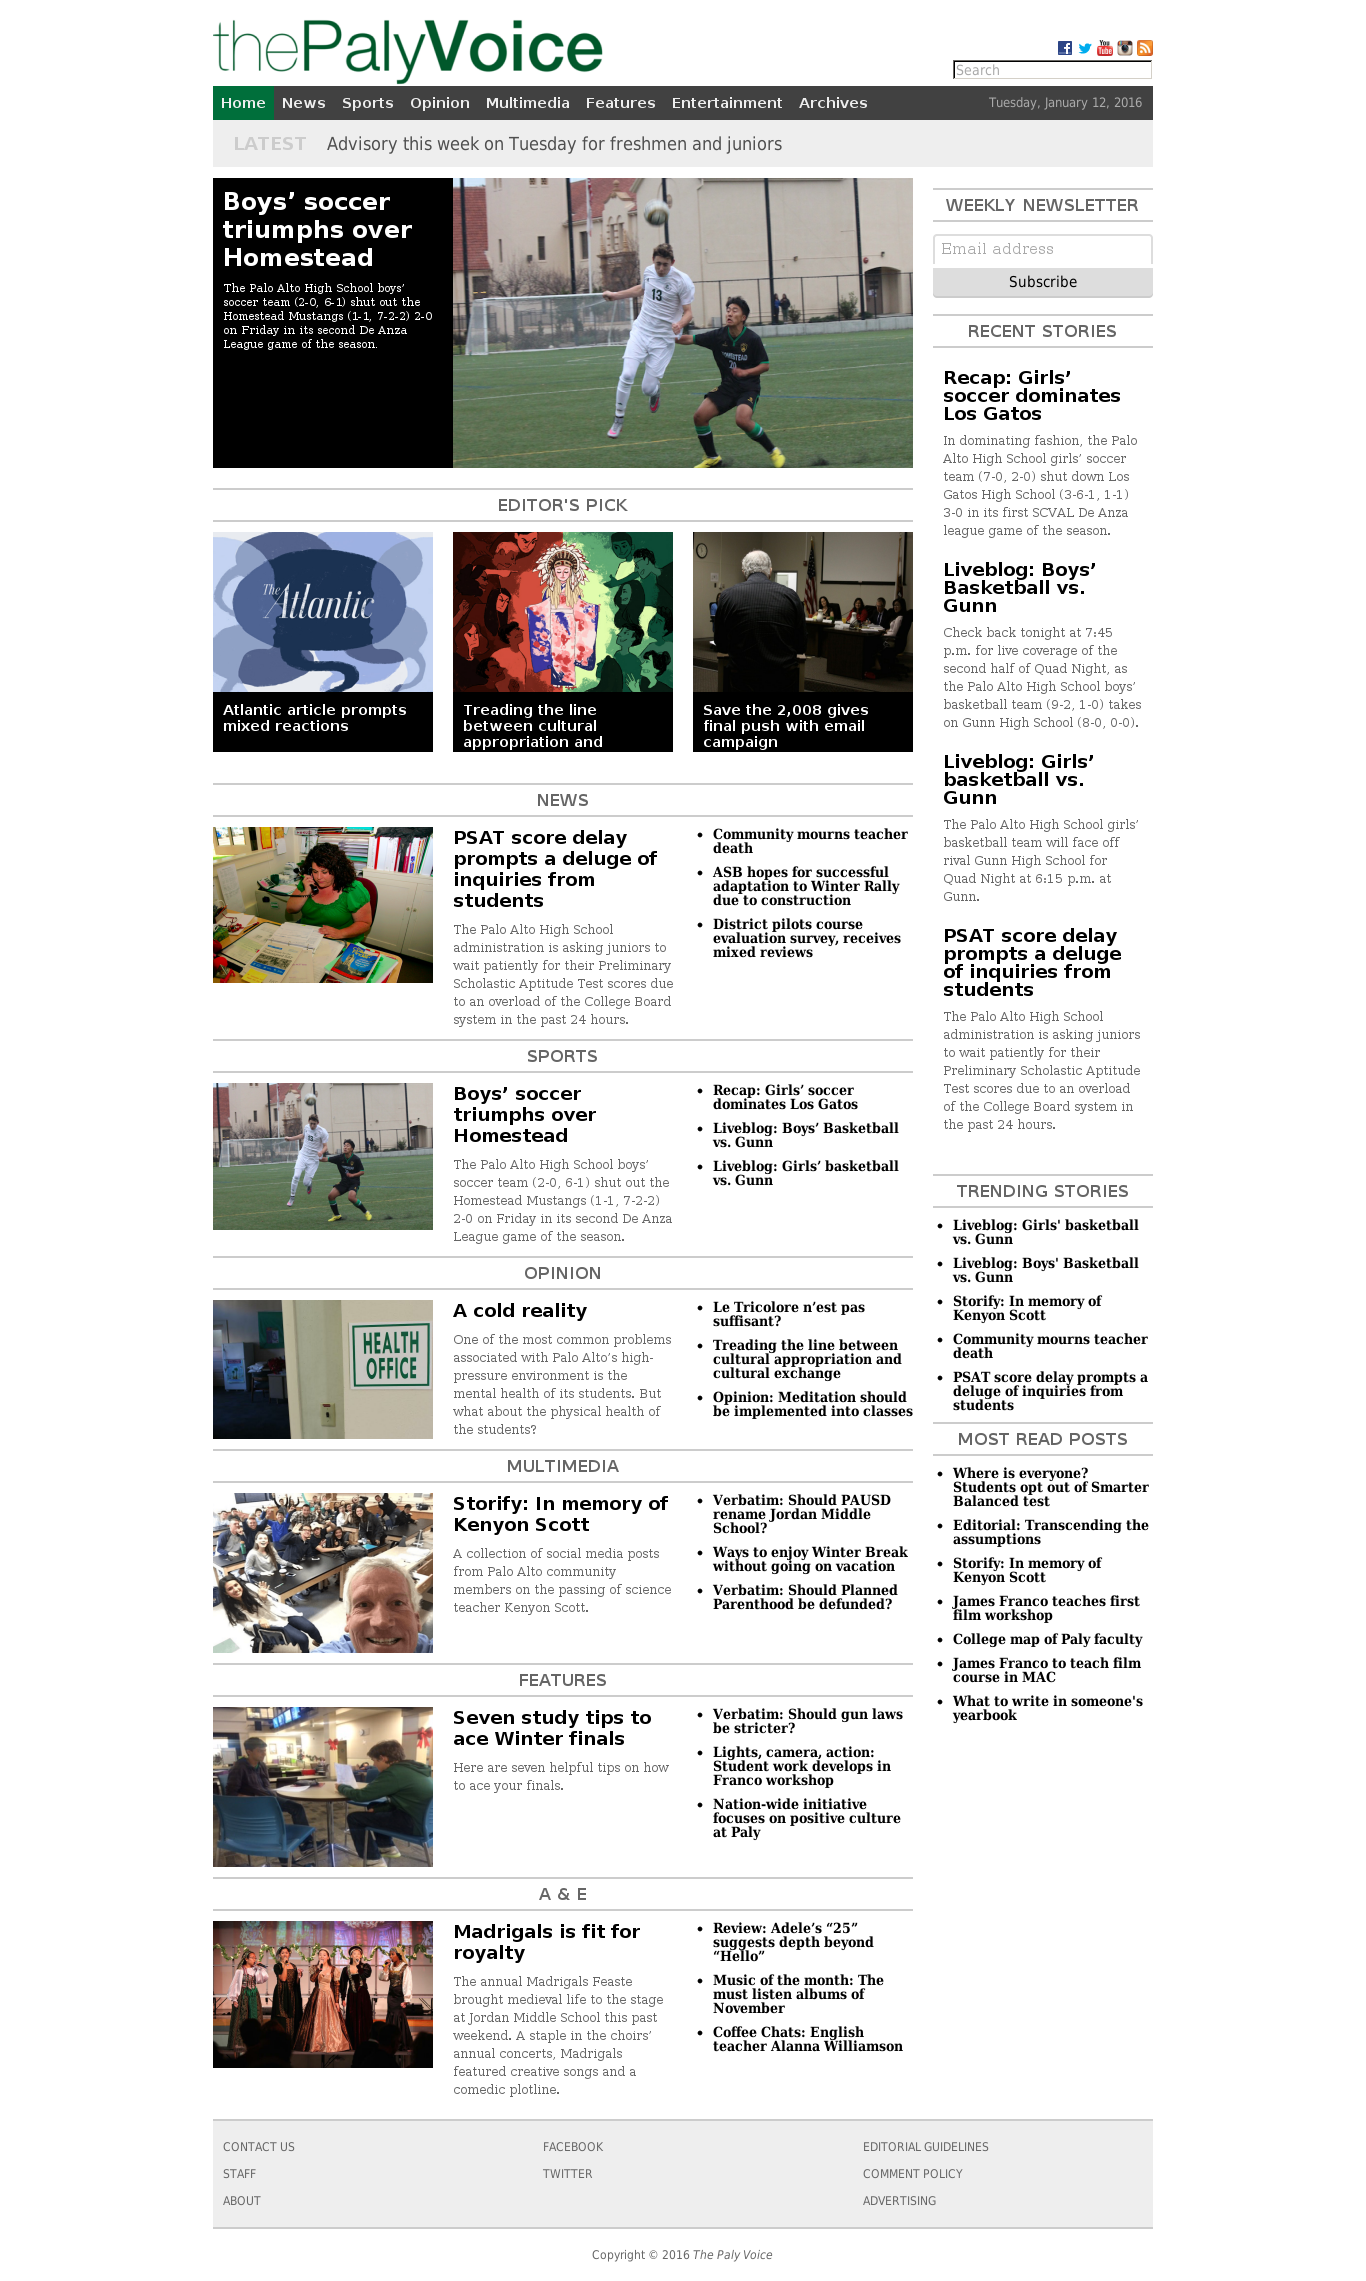 thePalyVoice
Search
Home News Sports Opinion Multimedia Features Entertainment Archives Tuesday, January 12, 2016
LATEST Advisory this week on Tuesday for freshmen and juniors
Boys’ soccer
triumphs over
Homestead
The Palo Alto High School boys’
soccer team (2-0, 6-1) shut out the
Homestead Mustangs (1-1, 7-2-2) 2-0
on Friday in its second De Anza
League game of the season.
13
HOMESTEAD
20
EDITOR'S PICK
The Atlantic
Atlantic article prompts
mixed reactions
Treading the line
between cultural
appropriation and
Save the 2,008 gives
final push with email
campaign
NEWS
PSAT score delay
prompts a deluge of
inquiries from
students
The Palo Alto High School
administration is asking juniors to
wait patiently for their Preliminary
Scholastic Aptitude Test scores due
to an overload of the College Board
system in the past 24 hours.
Community mourns teacher
death
ASB hopes for successful
adaptation to Winter Rally
due to construction
District pilots course
evaluation survey, receives
mixed reviews
SPORTS
Boys’ soccer
triumphs over
Homestead
The Palo Alto High School boys’
soccer team (2-0, 6-1) shut out the
Homestead Mustangs (1-1, 7-2-2)
2-0 on Friday in its second De Anza
League game of the season.
Recap: Girls’ soccer
dominates Los Gatos
Liveblog: Boys’ Basketball
vs. Gunn
Liveblog: Girls’ basketball
vs. Gunn
OPINION
HEALTH
OFFICE
A cold reality
One of the most common problems
associated with Palo Alto’s high-
pressure environment is the
mental health of its students. But
what about the physical health of
the students?
Le Tricolore n’est pas
suffisant?
Treading the line between
cultural appropriation and
cultural exchange
Opinion: Meditation should
be implemented into classes
MULTIMEDIA
Storify: In memory of
Kenyon Scott
A collection of social media posts
from Palo Alto community
members on the passing of science
teacher Kenyon Scott.
Verbatim: Should PAUSD
rename Jordan Middle
School?
Ways to enjoy Winter Break
without going on vacation
Verbatim: Should Planned
Parenthood be defunded?
FEATURES
Seven study tips to
ace Winter finals
Here are seven helpful tips on how
to ace your finals.
Verbatim: Should gun laws
be stricter?
Lights, camera, action:
Student work develops in
Franco workshop
Nation-wide initiative
focuses on positive culture
at Paly
A & E
Madrigals is fit for
royalty
The annual Madrigals Feaste
brought medieval life to the stage
at Jordan Middle School this past
weekend. A staple in the choirs’
annual concerts, Madrigals
featured creative songs and a
comedic plotline.
Review: Adele’s “25”
suggests depth beyond
“Hello”
Music of the month: The
must listen albums of
November
Coffee Chats: English
teacher Alanna Williamson
WEEKLY NEWSLETTER
Email address
Subscribe
RECENT STORIES
Recap: Girls’
soccer dominates
Los Gatos
In dominating fashion, the Palo
Alto High School girls’ soccer
team (7-0, 2-0) shut down Los
Gatos High School (3-6-1, 1-1)
3-0 in its first SCVAL De Anza
league game of the season.
Liveblog: Boys’
Basketball vs.
Gunn
Check back tonight at 7:45
p.m. for live coverage of the
second half of Quad Night, as
the Palo Alto High School boys’
basketball team (9-2, 1-0) takes
on Gunn High School (8-0, 0-0).
Liveblog: Girls’
basketball vs.
Gunn
The Palo Alto High School girls’
basketball team will face off
rival Gunn High School for
Quad Night at 6:15 p.m. at
Gunn.
PSAT score delay
prompts a deluge
of inquiries from
students
The Palo Alto High School
administration is asking juniors
to wait patiently for their
Preliminary Scholastic Aptitude
Test scores due to an overload
of the College Board system in
the past 24 hours.
TRENDING STORIES
Liveblog: Girls' basketball
vs. Gunn
Liveblog: Boys' Basketball
vs. Gunn
Storify: In memory of
Kenyon Scott
Community mourns teacher
death
PSAT score delay prompts a
deluge of inquiries from
students
MOST READ POSTS
Where is everyone?
Students opt out of Smarter
Balanced test
Editorial: Transcending the
assumptions
Storify: In memory of
Kenyon Scott
James Franco teaches first
film workshop
College map of Paly faculty
James Franco to teach film
course in MAC
What to write in someone's
yearbook
CONTACT US FACEBOOK EDITORIAL GUIDELINES
STAFF TWITTER COMMENT POLICY
ABOUT ADVERTISING
Copyright © 2016 The Paly Voice